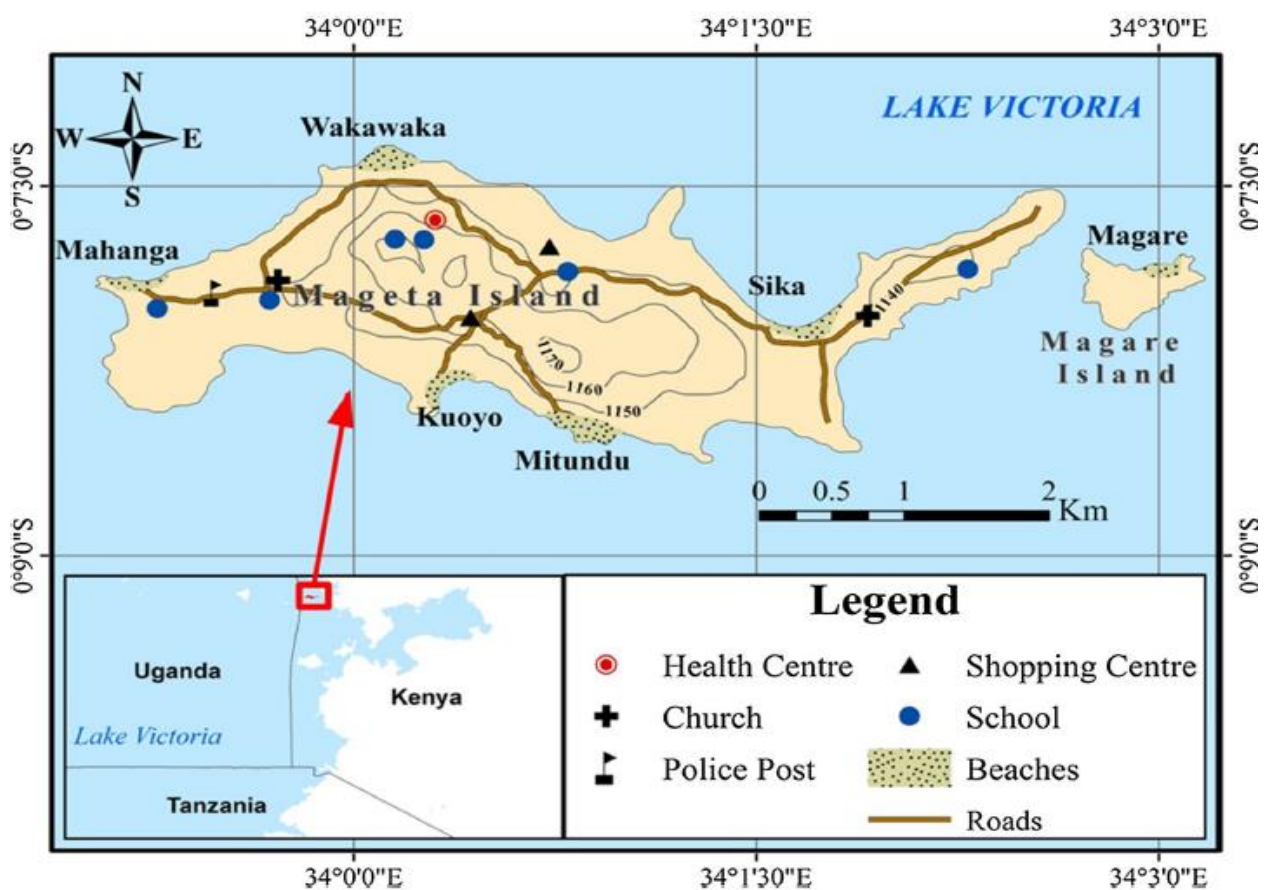 34°0'0"E 34°1'30"E 34°3'0"E
N
W E
S
LAKE VICTORIA
Wakawaka
0°7'30"S 0°7'30"S
Mahanga
Magare
Sika
Mageta Island
1140
Magare
Island
1170
1160
1150
Kuoyo
Mitundu
0 0.5 1 2
Km
0°9'0"S 0°9'0"S
Uganda
Kenya
Lake Victoria
Tanzania
Legend
Health Centre Shopping Centre
Church School
Police Post Beaches
Roads
34°0'0"E 34°1'30"E 34°3'0"E